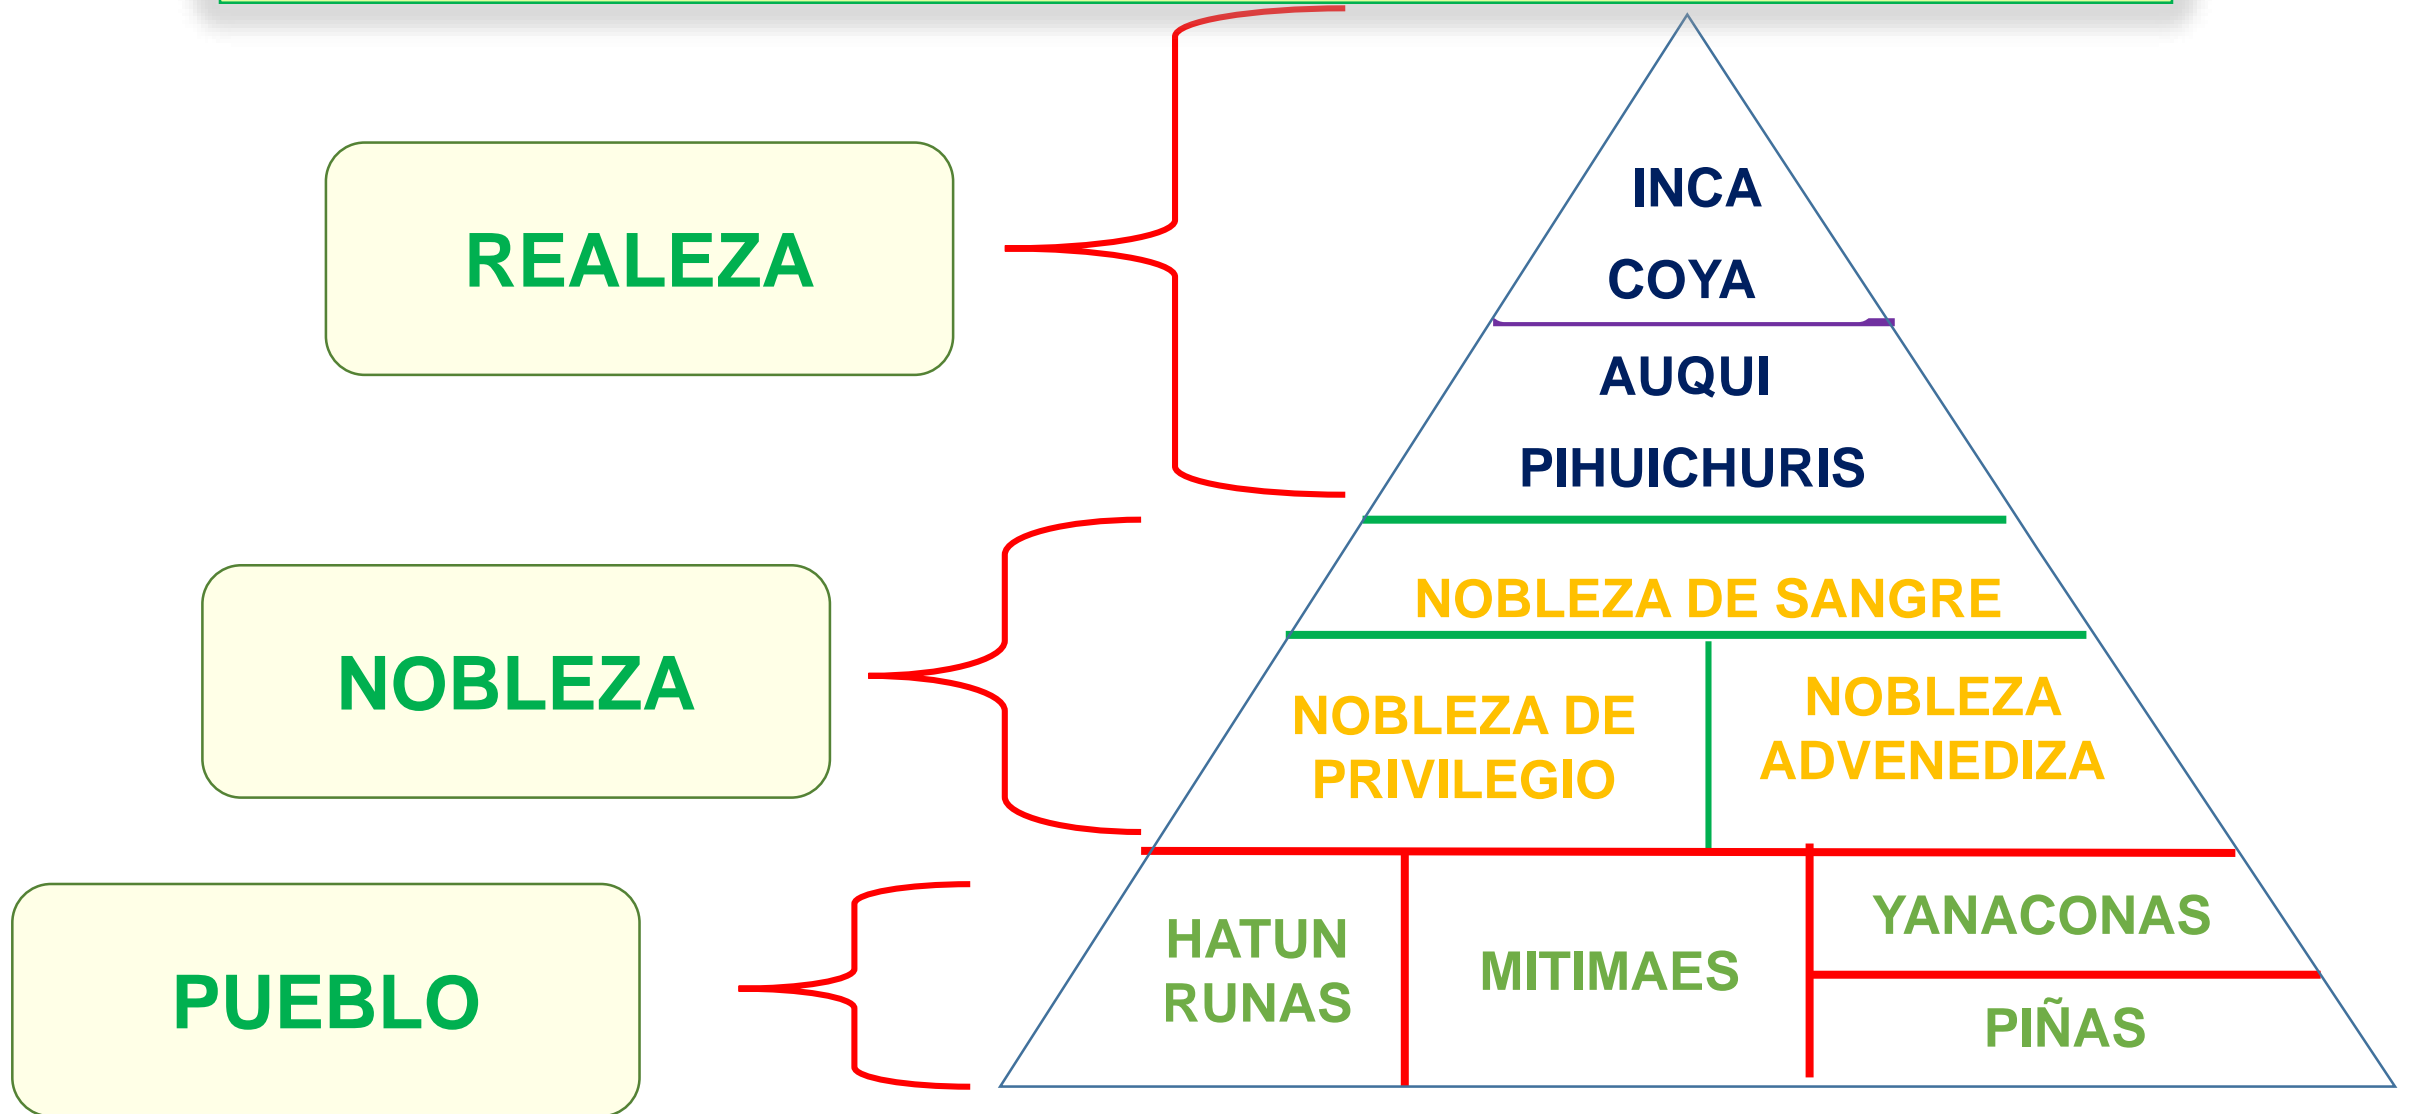 REALEZA
INCA
COYA
AUQUI
PIHUICHURIS
NOBLEZA
NOBLEZA DE SANGRE
NOBLEZA DE
PRIVILEGIO
NOBLEZA
ADVENEDIZA
PUEBLO
HATUN
RUNAS
MITIMAES
YANACONAS
PIÑAS